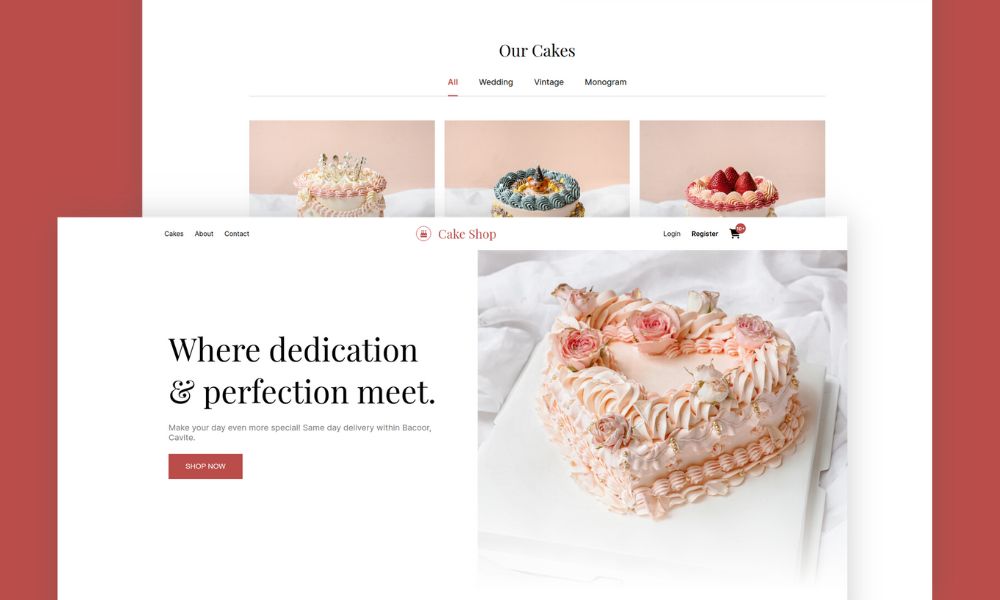 Our Cakes
All Wedding Vintage Monogram
Cakes About Contact Cake Shop Login Register
Where dedication
& perfection meet.
Make your day even more special! Same day delivery within Bacoor,
Cavite.
SHOP NOW